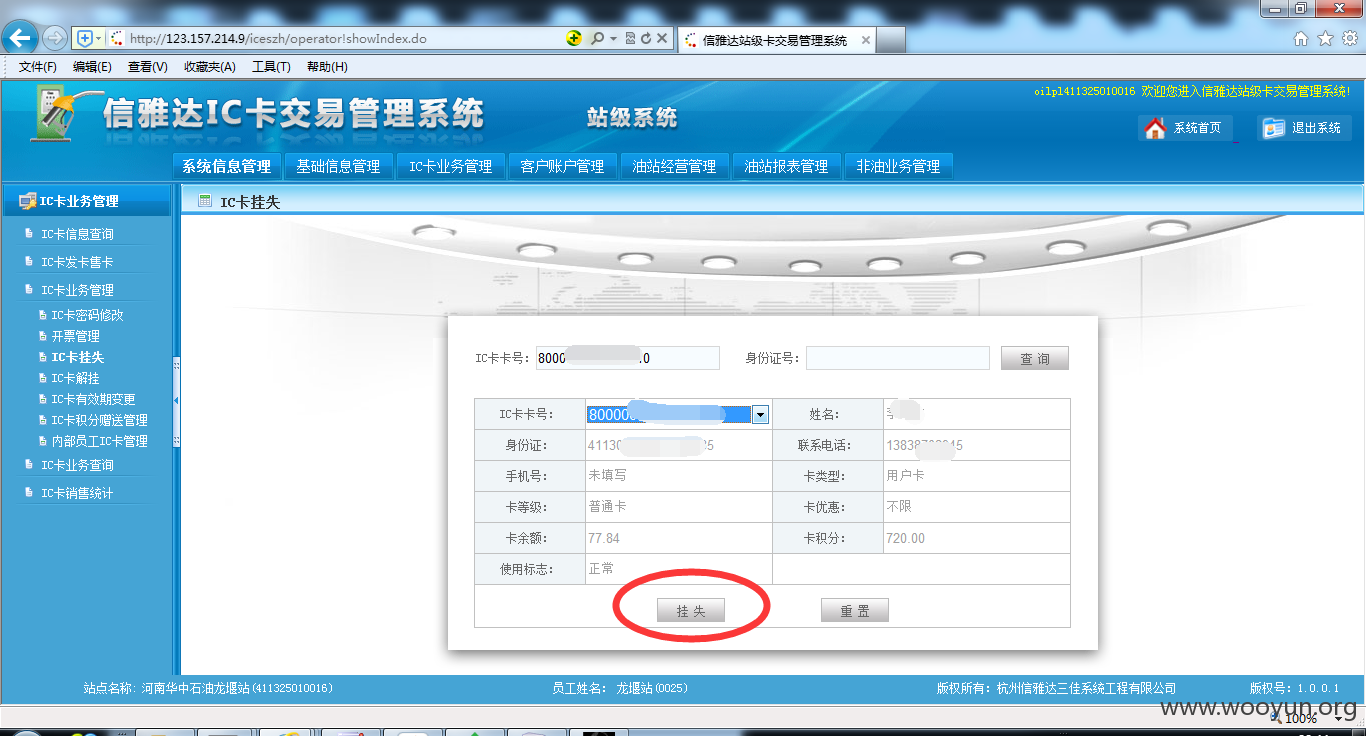 http://123.157.214.9/iceszh/operator!showIndex.do
信雅达站级卡交易管理系统
文件(F) 编辑(E) 查看(V) 收藏夹(A) 工具(T) 帮助(H)
信雅达IC卡交易管理系统 站级系统
oilpl411325010016 欢迎您进入信雅达站级卡交易管理系统!
系统首页 退出系统
系统信息管理 基础信息管理 IC卡业务管理 客户账户管理 油站经营管理 油站报表管理 非油业务管理
IC卡业务管理
IC卡挂失
IC卡信息查询
IC卡发卡售卡
IC卡业务管理
IC卡密码修改
开票管理
IC卡挂失
IC卡解挂
IC卡有效期变更
IC卡积分赠送管理
内部员工IC卡管理
IC卡业务查询
IC卡销售统计
IC卡卡号: 8000 .0 身份证号: 查 询
IC卡卡号: 80000 姓名:
身份证: 4113 5 联系电话: 13838 45
手机号: 未填写 卡类型: 用户卡
卡等级: 普通卡 卡优惠: 不限
卡余额: 77.84 卡积分: 720.00
使用标志: 正常
挂 失 重 置
站点名称: 河南华中石油龙堰站(411325010016) 员工姓名: 龙堰站(0025) 版权所有: 杭州信雅达三佳系统工程有限公司 版权号: 1.0.0.1
www.wooyun.org
100%